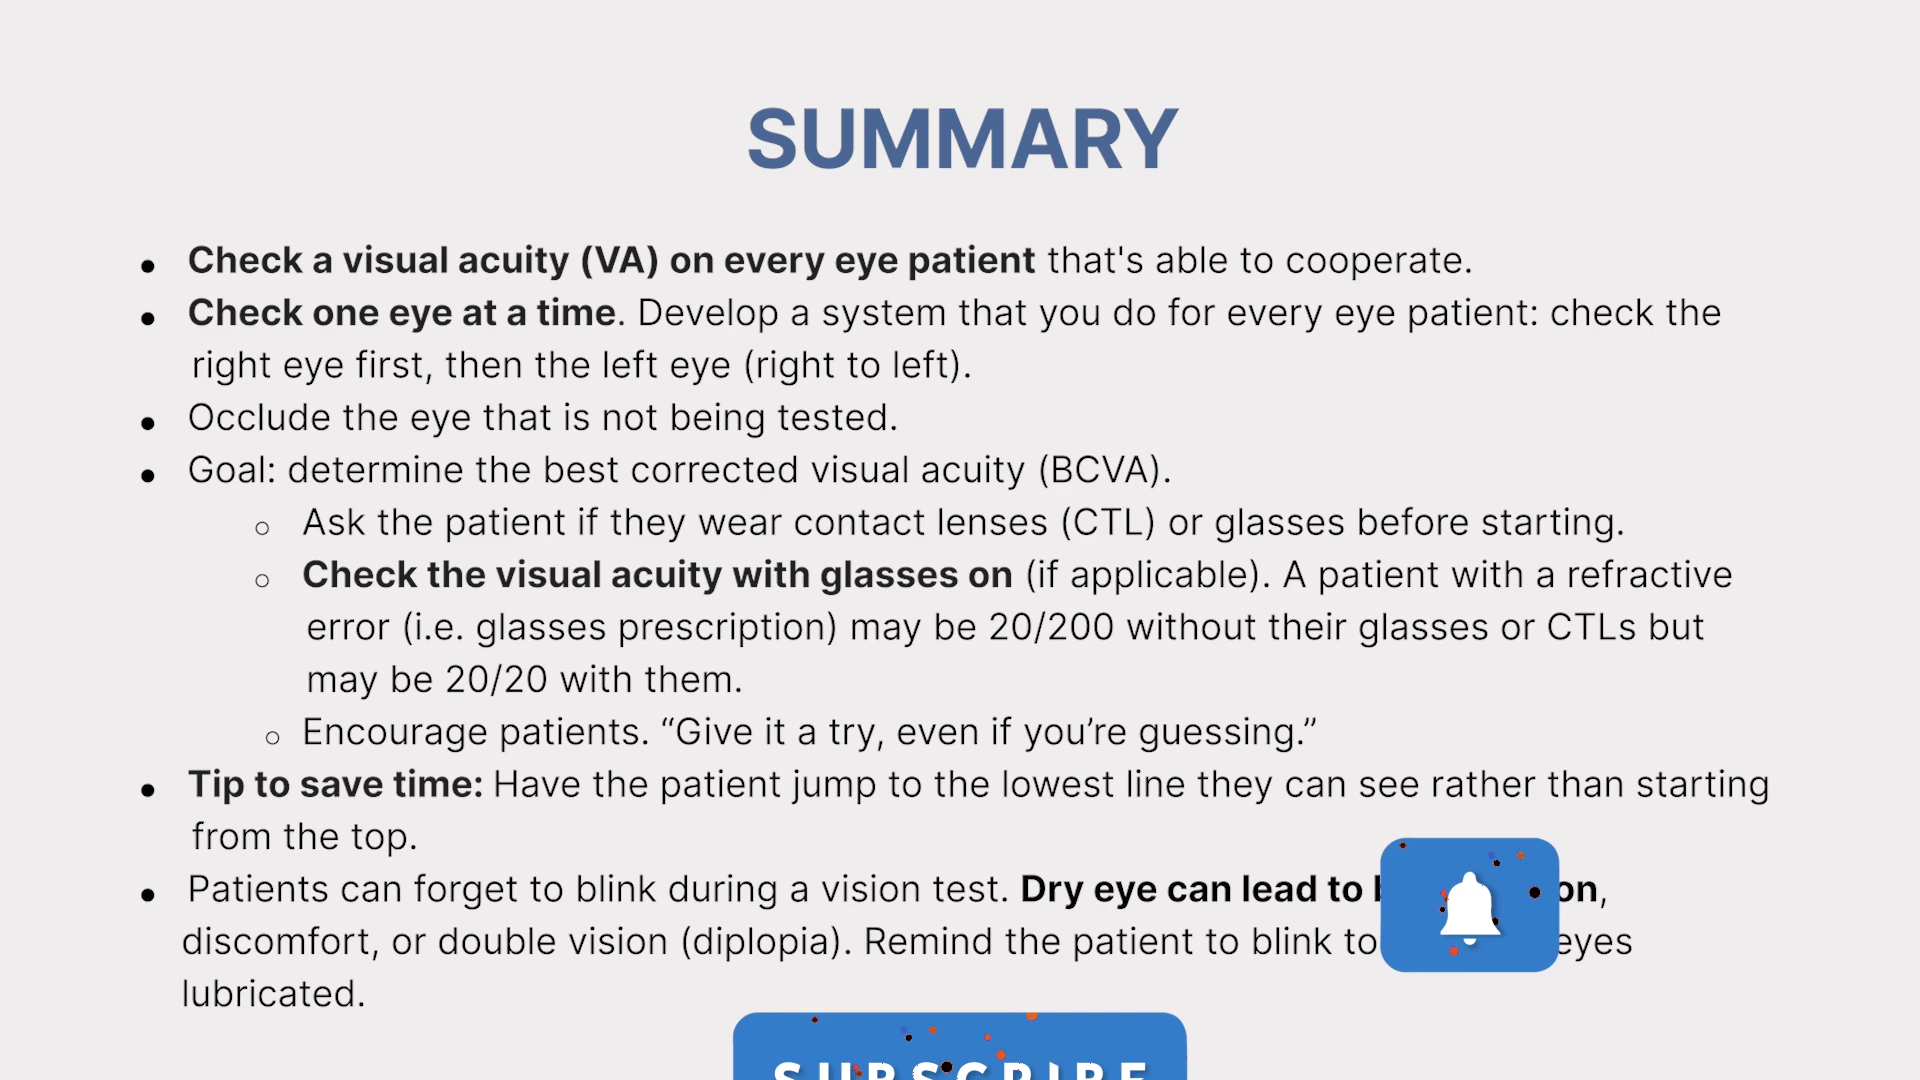 SUMMARY
• Check a visual acuity (VA) on every eye patient that's able to cooperate.
• Check one eye at a time. Develop a system that you do for every eye patient: check the
right eye first, then the left eye (right to left).
• Occlude the eye that is not being tested.
• Goal: determine the best corrected visual acuity (BCVA).
○ Ask the patient if they wear contact lenses (CTL) or glasses before starting.
○ Check the visual acuity with glasses on (if applicable). A patient with a refractive
error (i.e. glasses prescription) may be 20/200 without their glasses or CTLs but
may be 20/20 with them.
○ Encourage patients. “Give it a try, even if you’re guessing.”
• Tip to save time: Have the patient jump to the lowest line they can see rather than starting
from the top.
• Patients can forget to blink during a vision test. Dry eye can lead to
discomfort, or double vision (diplopia). Remind the patient to blink to eyes
lubricated.
SUBSCRIBE